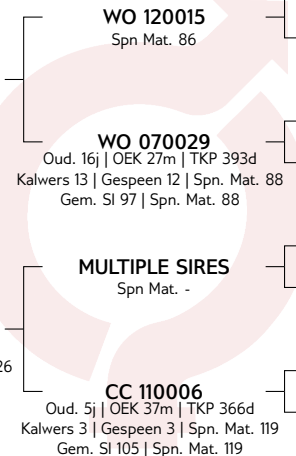 WO 120015
Spn Mat. 86
WO 070029
Oud. 16j | OEK 27m | TKP 393d
Kalwers 13 | Gespeen 12 | Spn. Mat. 88
Gem. SI 97 | Spn. Mat. 88
MULTIPLE SIRES
Spn Mat. -
26
CC 110006
Oud. 5j | OEK 37m | TKP 366d
Kalwers 3 | Gespeen 3 | Spn. Mat. 119
Gem. SI 105 | Spn. Mat. 119